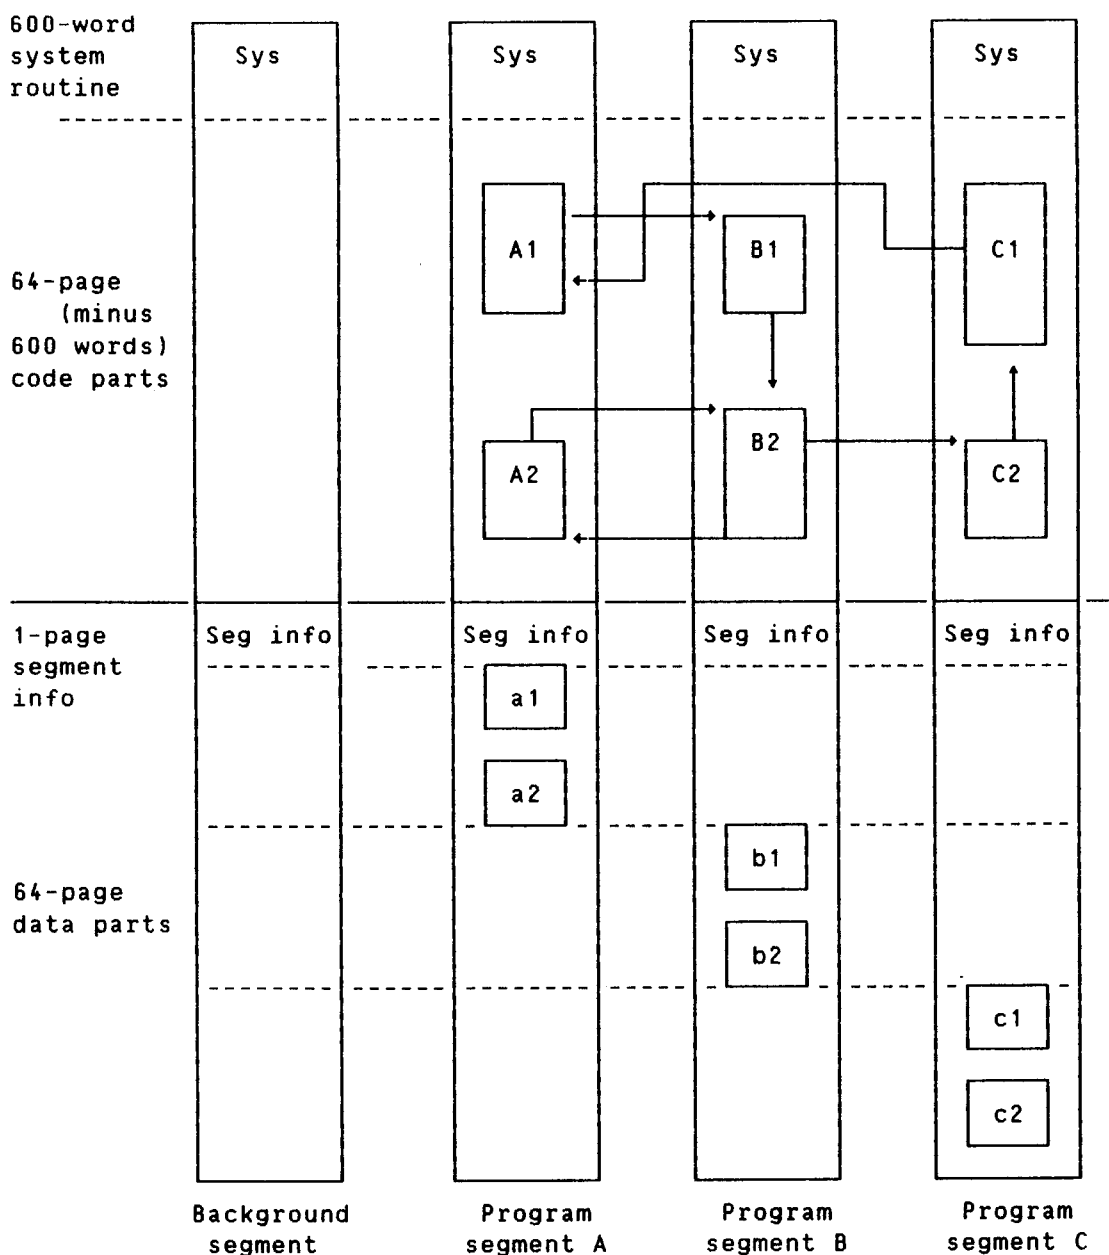 600-word
system
routine
Sys
Sys
Sys
Sys
A1
B1
C1
64-page
(minus
600 words)
code parts
A2
B2
C2
1-page
segment
info
Seg info
Seg info
Seg info
Seg info
a1
a2
b1
64-page
data parts
b2
c1
c2
Background
segment
Program
segment A
Program
segment B
Program
segment C